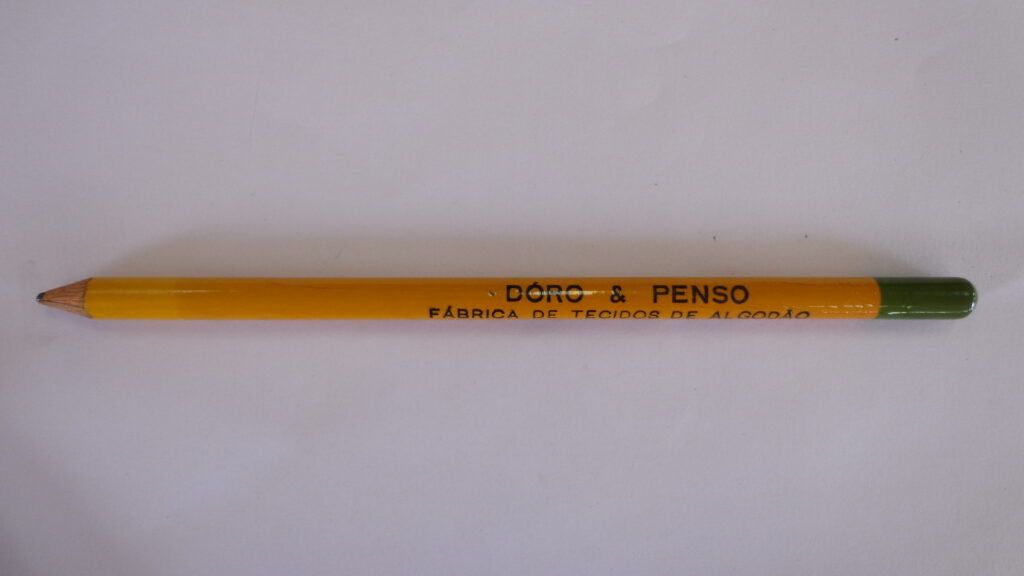 DÓRO & PENSO
FÁBRICA DE TECIDOS DE ALGODÃO